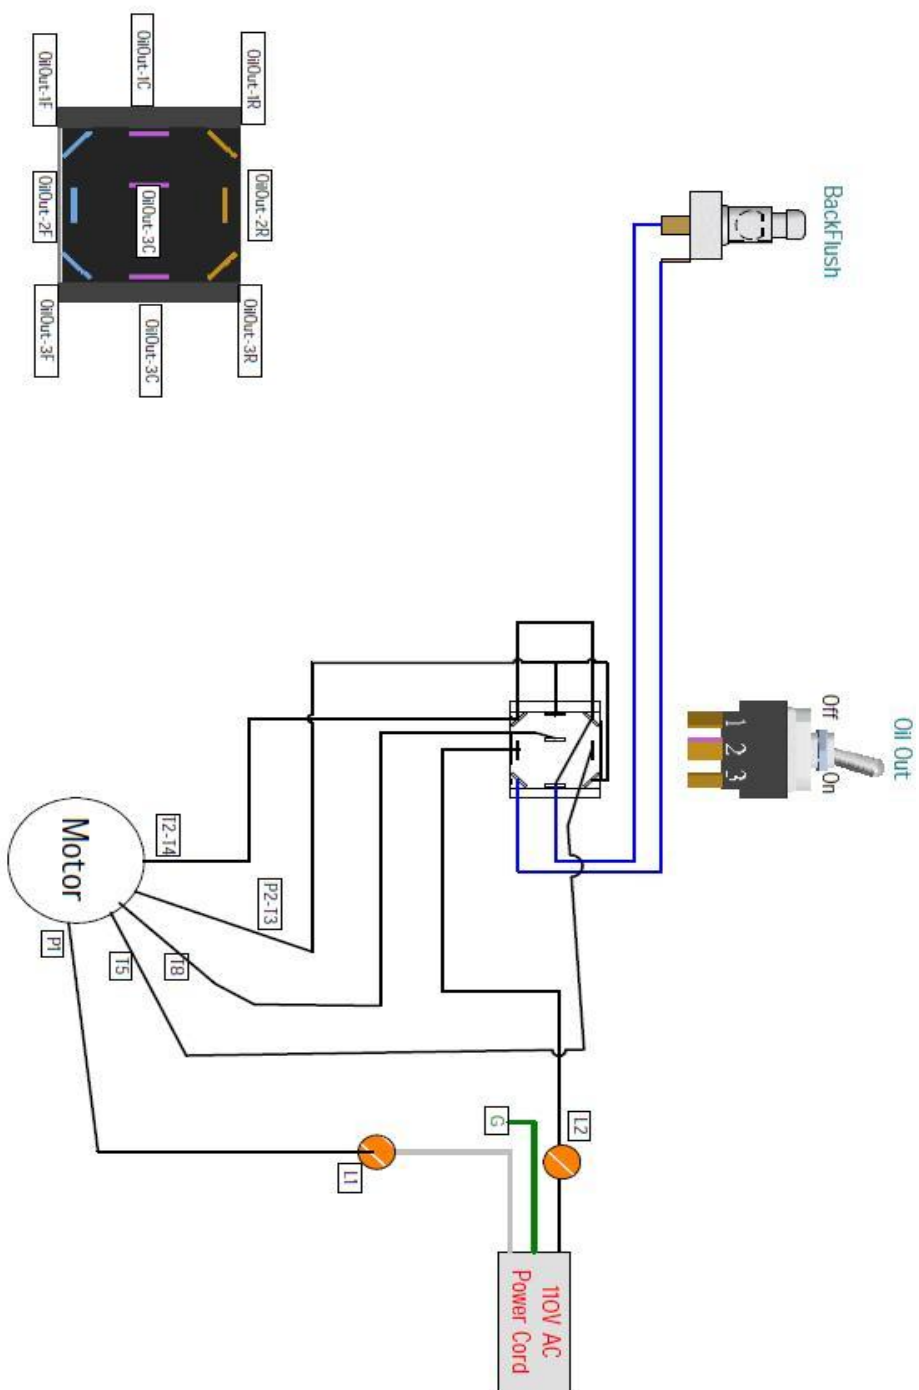 OilOut-1F
OilOut-1C
OilOut-1R
OilOut-2F
OilOut-3C
OilOut-2R
OilOut-3F
OilOut-3C
OilOut-3R
BackFlush
Oil Out
Off
On
1
2
3
Motor
T2-T4
P2-T3
T8
T5
P1
L1
G
L2
110V AC
Power Cord